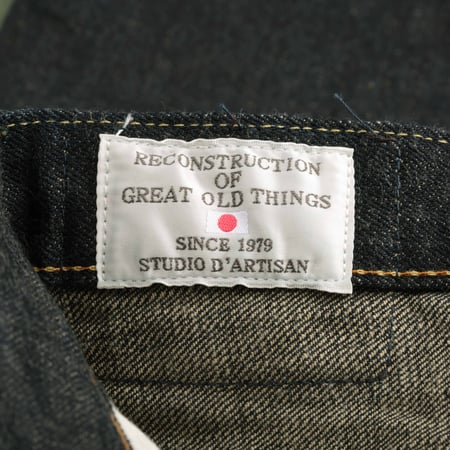 RECONSTRUCTION
OF
GREAT OLD THINGS
SINCE 1979
STUDIO D'ARTISAN